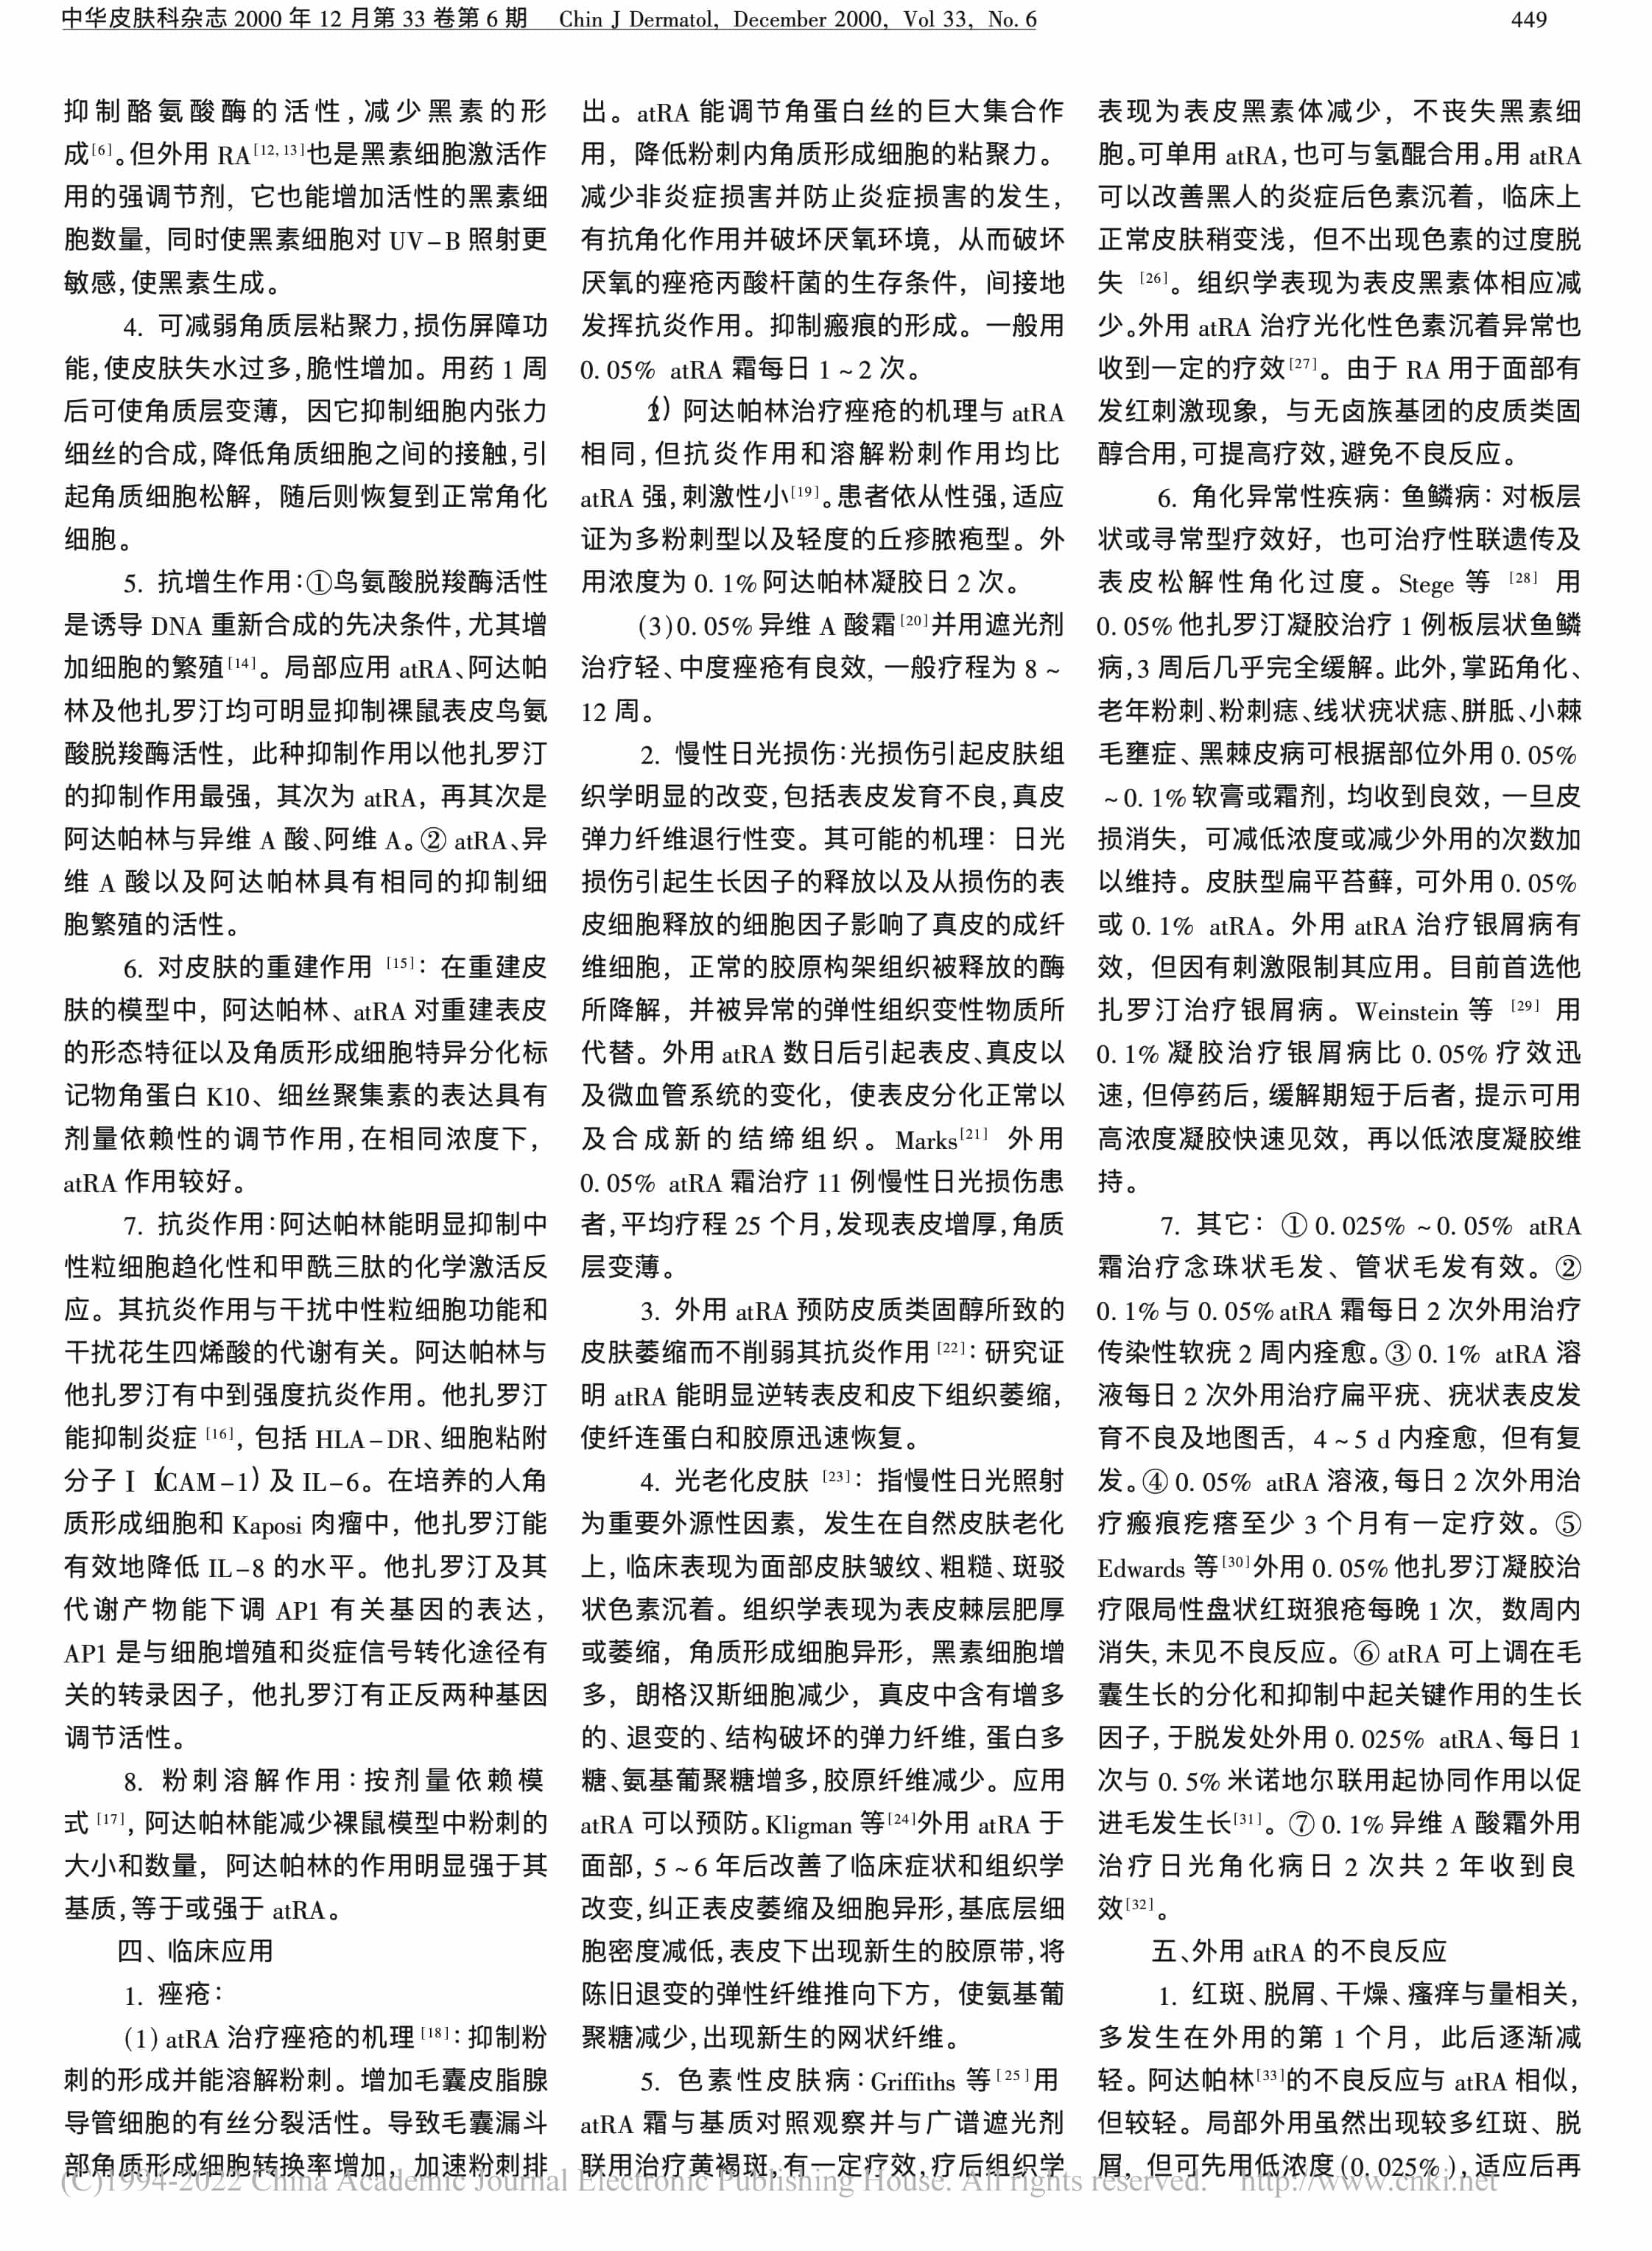 中华皮肤科杂志 2000 年 12 月第 33 卷第 6 期 Chin J Dermatol, December 2000, Vol 33, No. 6 449
抑制酪氨酸酶的活性,减少黑素的形
成[6]。但外用 RA[12,13]也是黑素细胞激活作
用的强调节剂, 它也能增加活性的黑素细
胞数量, 同时使黑素细胞对 UV-B 照射更
敏感,使黑素生成。
4. 可减弱角质层粘聚力,损伤屏障功
能,使皮肤失水过多,脆性增加。用药 1 周
后可使角质层变薄, 因它抑制细胞内张力
细丝的合成,降低角质细胞之间的接触,引
起角质细胞松解, 随后则恢复到正常角化
细胞。
5. 抗增生作用:①鸟氨酸脱羧酶活性
是诱导 DNA 重新合成的先决条件,尤其增
加细胞的繁殖[14]。局部应用 atRA、阿达帕
林及他扎罗汀均可明显抑制裸鼠表皮鸟氨
酸脱羧酶活性, 此种抑制作用以他扎罗汀
的抑制作用最强, 其次为 atRA, 再其次是
阿达帕林与异维 A 酸、阿维 A。② atRA、异
维 A 酸以及阿达帕林具有相同的抑制细
胞繁殖的活性。
6. 对皮肤的重建作用 [15]: 在重建皮
肤的模型中, 阿达帕林、atRA 对重建表皮
的形态特征以及角质形成细胞特异分化标
记物角蛋白 K10、细丝聚集素的表达具有
剂量依赖性的调节作用,在相同浓度下,
atRA 作用较好。
7. 抗炎作用:阿达帕林能明显抑制中
性粒细胞趋化性和甲酰三肽的化学激活反
应。其抗炎作用与干扰中性粒细胞功能和
干扰花生四烯酸的代谢有关。阿达帕林与
他扎罗汀有中到强度抗炎作用。他扎罗汀
能抑制炎症 [16], 包括 HLA-DR、细胞粘附
分子Ⅰ (ICAM-1) 及 IL-6。在培养的人角
质形成细胞和 Kaposi 肉瘤中, 他扎罗汀能
有效地降低 IL-8 的水平。他扎罗汀及其
代谢产物能下调 AP1 有关基因的表达,
AP1 是与细胞增殖和炎症信号转化途径有
关的转录因子, 他扎罗汀有正反两种基因
调节活性。
8. 粉刺溶解作用:按剂量依赖模
式 [17], 阿达帕林能减少裸鼠模型中粉刺的
大小和数量, 阿达帕林的作用明显强于其
基质,等于或强于 atRA。
四、临床应用
1. 痤疮:
(1) atRA 治疗痤疮的机理 [18]: 抑制粉
刺的形成并能溶解粉刺。增加毛囊皮脂腺
导管细胞的有丝分裂活性。导致毛囊漏斗
部角质形成细胞转换率增加, 加速粉刺排
出。atRA 能调节角蛋白丝的巨大集合作
用, 降低粉刺内角质形成细胞的粘聚力。
减少非炎症损害并防止炎症损害的发生,
有抗角化作用并破坏厌氧环境, 从而破坏
厌氧的痤疮丙酸杆菌的生存条件, 间接地
发挥抗炎作用。抑制瘢痕的形成。一般用
0.05% atRA 霜每日 1~2 次。
(2) 阿达帕林治疗痤疮的机理与 atRA
相同,但抗炎作用和溶解粉刺作用均比
atRA 强,刺激性小[19]。患者依从性强,适应
证为多粉刺型以及轻度的丘疹脓疱型。外
用浓度为 0.1%阿达帕林凝胶日 2 次。
(3)0.05%异维 A 酸霜[20]并用遮光剂
治疗轻、中度痤疮有良效, 一般疗程为 8~
12 周。
2. 慢性日光损伤:光损伤引起皮肤组
织学明显的改变,包括表皮发育不良,真皮
弹力纤维退行性变。其可能的机理: 日光
损伤引起生长因子的释放以及从损伤的表
皮细胞释放的细胞因子影响了真皮的成纤
维细胞, 正常的胶原构架组织被释放的酶
所降解, 并被异常的弹性组织变性物质所
代替。外用 atRA 数日后引起表皮、真皮以
及微血管系统的变化, 使表皮分化正常以
及合成新的结缔组织。Marks[21] 外用
0.05% atRA 霜治疗 11 例慢性日光损伤患
者,平均疗程 25 个月,发现表皮增厚,角质
层变薄。
3. 外用 atRA 预防皮质类固醇所致的
皮肤萎缩而不削弱其抗炎作用 [22]: 研究证
明 atRA 能明显逆转表皮和皮下组织萎缩,
使纤连蛋白和胶原迅速恢复。
4. 光老化皮肤 [23]: 指慢性日光照射
为重要外源性因素, 发生在自然皮肤老化
上, 临床表现为面部皮肤皱纹、粗糙、斑驳
状色素沉着。组织学表现为表皮棘层肥厚
或萎缩, 角质形成细胞异形, 黑素细胞增
多, 朗格汉斯细胞减少, 真皮中含有增多
的、退变的、结构破坏的弹力纤维, 蛋白多
糖、氨基葡聚糖增多,胶原纤维减少。应用
atRA 可以预防。Kligman 等[24]外用 atRA 于
面部, 5~6 年后改善了临床症状和组织学
改变,纠正表皮萎缩及细胞异形,基底层细
胞密度减低,表皮下出现新生的胶原带,将
陈旧退变的弹性纤维推向下方, 使氨基葡
聚糖减少,出现新生的网状纤维。
5. 色素性皮肤病:Griffiths 等[25]用
atRA 霜与基质对照观察并与广谱遮光剂
联用治疗黄褐斑,有一定疗效,疗后组织学
表现为表皮黑素体减少, 不丧失黑素细
胞。可单用 atRA,也可与氢醌合用。用 atRA
可以改善黑人的炎症后色素沉着, 临床上
正常皮肤稍变浅, 但不出现色素的过度脱
失 [26]。组织学表现为表皮黑素体相应减
少。外用 atRA 治疗光化性色素沉着异常也
收到一定的疗效[27]。由于 RA 用于面部有
发红刺激现象, 与无卤族基团的皮质类固
醇合用,可提高疗效,避免不良反应。
6. 角化异常性疾病: 鱼鳞病: 对板层
状或寻常型疗效好, 也可治疗性联遗传及
表皮松解性角化过度。Stege 等 [28] 用
0.05%他扎罗汀凝胶治疗 1 例板层状鱼鳞
病,3 周后几乎完全缓解。此外,掌跖角化、
老年粉刺、粉刺痣、线状疣状痣、胼胝、小棘
毛壅症、黑棘皮病可根据部位外用 0.05%
~0.1%软膏或霜剂, 均收到良效, 一旦皮
损消失, 可减低浓度或减少外用的次数加
以维持。皮肤型扁平苔藓, 可外用 0.05%
或 0.1% atRA。外用 atRA 治疗银屑病有
效, 但因有刺激限制其应用。目前首选他
扎罗汀治疗银屑病。Weinstein 等 [29] 用
0.1%凝胶治疗银屑病比 0.05%疗效迅
速, 但停药后, 缓解期短于后者, 提示可用
高浓度凝胶快速见效, 再以低浓度凝胶维
持。
7. 其它: ① 0.025% ~0.05% atRA
霜治疗念珠状毛发、管状毛发有效。②
0.1%与 0.05%atRA 霜每日 2 次外用治疗
传染性软疣 2 周内痊愈。③ 0.1% atRA 溶
液每日 2 次外用治疗扁平疣、疣状表皮发
育不良及地图舌, 4~5 d 内痊愈, 但有复
发。④ 0.05% atRA 溶液,每日 2 次外用治
疗瘢痕疙瘩至少 3 个月有一定疗效。⑤
Edwards 等[30]外用 0.05%他扎罗汀凝胶治
疗限局性盘状红斑狼疮每晚 1 次, 数周内
消失, 未见不良反应。⑥ atRA 可上调在毛
囊生长的分化和抑制中起关键作用的生长
因子, 于脱发处外用 0.025% atRA、每日 1
次与 0.5%米诺地尔联用起协同作用以促
进毛发生长[31]。⑦ 0.1%异维 A 酸霜外用
治疗日光角化病日 2 次共 2 年收到良
效[32]。
五、外用 atRA 的不良反应
1. 红斑、脱屑、干燥、瘙痒与量相关,
多发生在外用的第 1 个月, 此后逐渐减
轻。阿达帕林[33]的不良反应与 atRA 相似,
但较轻。局部外用虽然出现较多红斑、脱
屑, 但可先用低浓度 (0.025%), 适应后再
(C)1994-2022 China Academic Journal Electronic Publishing House. All rights reserved. http://www.cnki.net